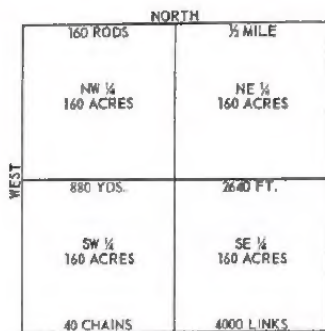 NORTH
160 RODS
½ MILE
NW ¼
160 ACRES
NE ¼
160 ACRES
WEST
880 YDS.
2640 FT.
SW ¼
160 ACRES
SE ¼
160 ACRES
40 CHAINS
4000 LINKS